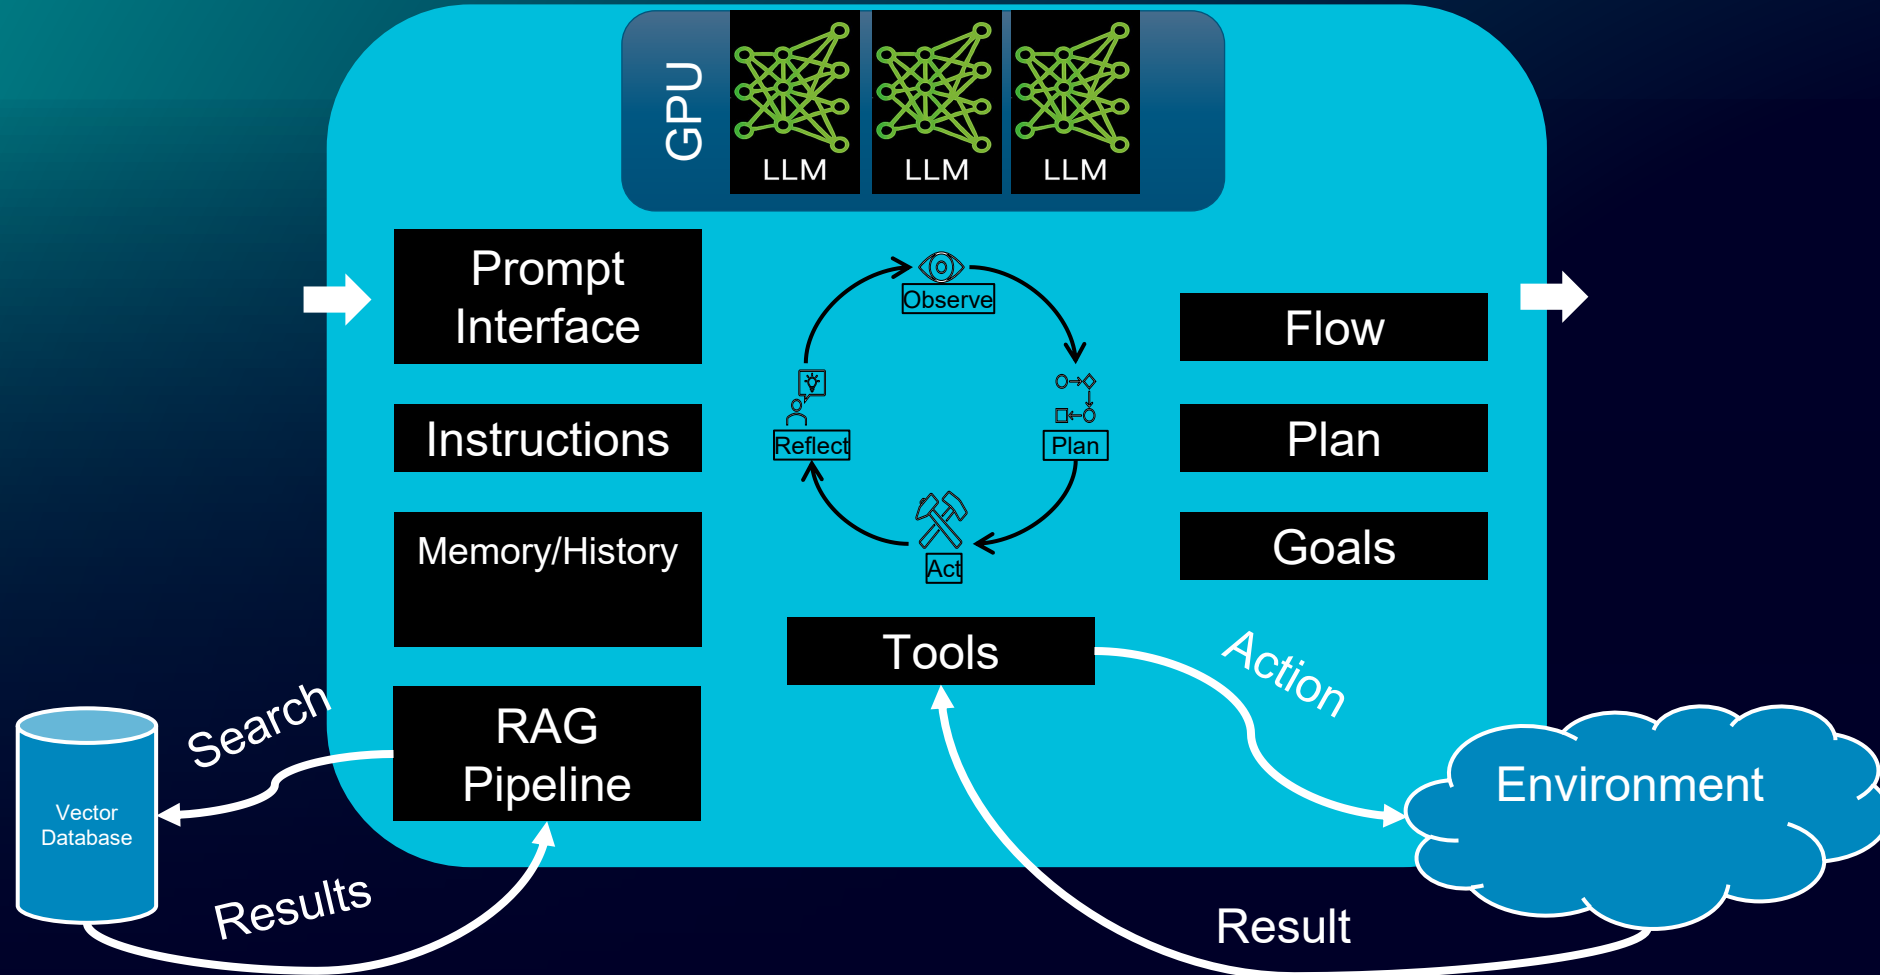 GPU
LLM
LLM
LLM
Prompt
Interface
Instructions
Memory/History
RAG
Pipeline
Observe
Plan
Act
Reflect
Tools
Flow
Plan
Goals
Action
Environment
Result
Search
Vector
Database
Results